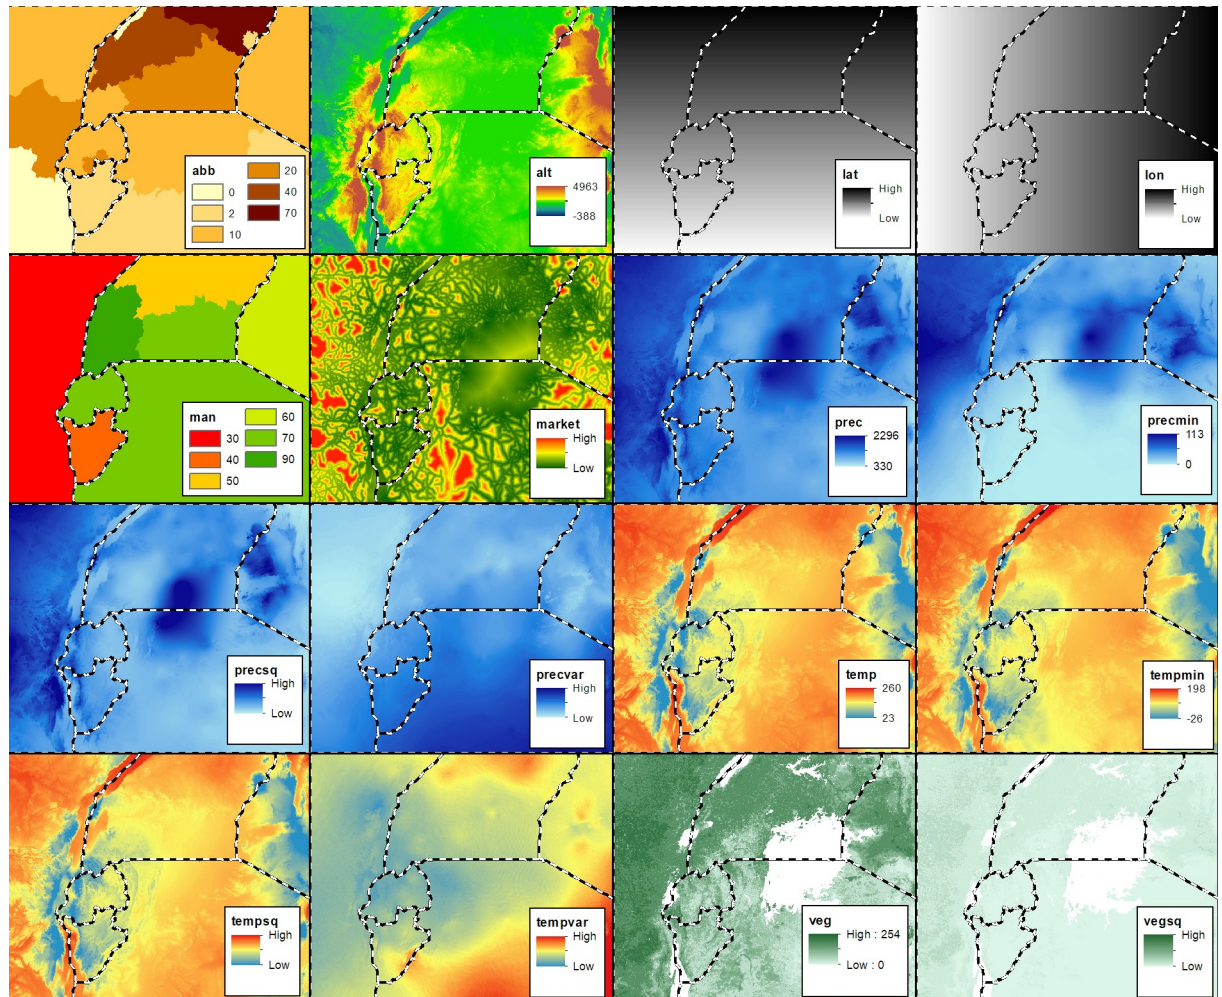 abb
0
2
10
20
40
70
alt
4963
-388
lat
High
Low
lon
High
Low
man
30
40
50
60
70
90
market
High
Low
prec
2296
330
precmin
113
0
precsq
High
Low
precvar
High
Low
temp
260
23
tempmin
198
-26
tempsq
High
Low
tempvar
High
Low
veg
High : 254
Low : 0
vegsq
High
Low